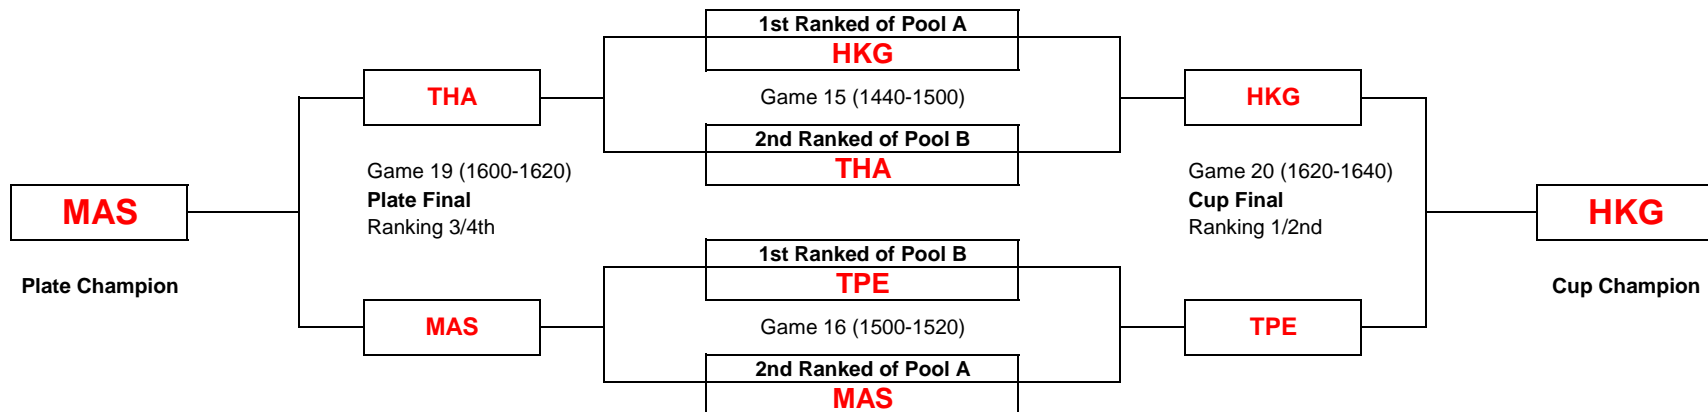 1st Ranked of Pool A
HKG
THA
Game 15 (1440-1500)
HKG
2nd Ranked of Pool B
THA
Game 19 (1600-1620)
Plate Final
Ranking 3/4th
Game 20 (1620-1640)
Cup Final
Ranking 1/2nd
MAS
HKG
Plate Champion
Cup Champion
1st Ranked of Pool B
TPE
MAS
Game 16 (1500-1520)
TPE
2nd Ranked of Pool A
MAS